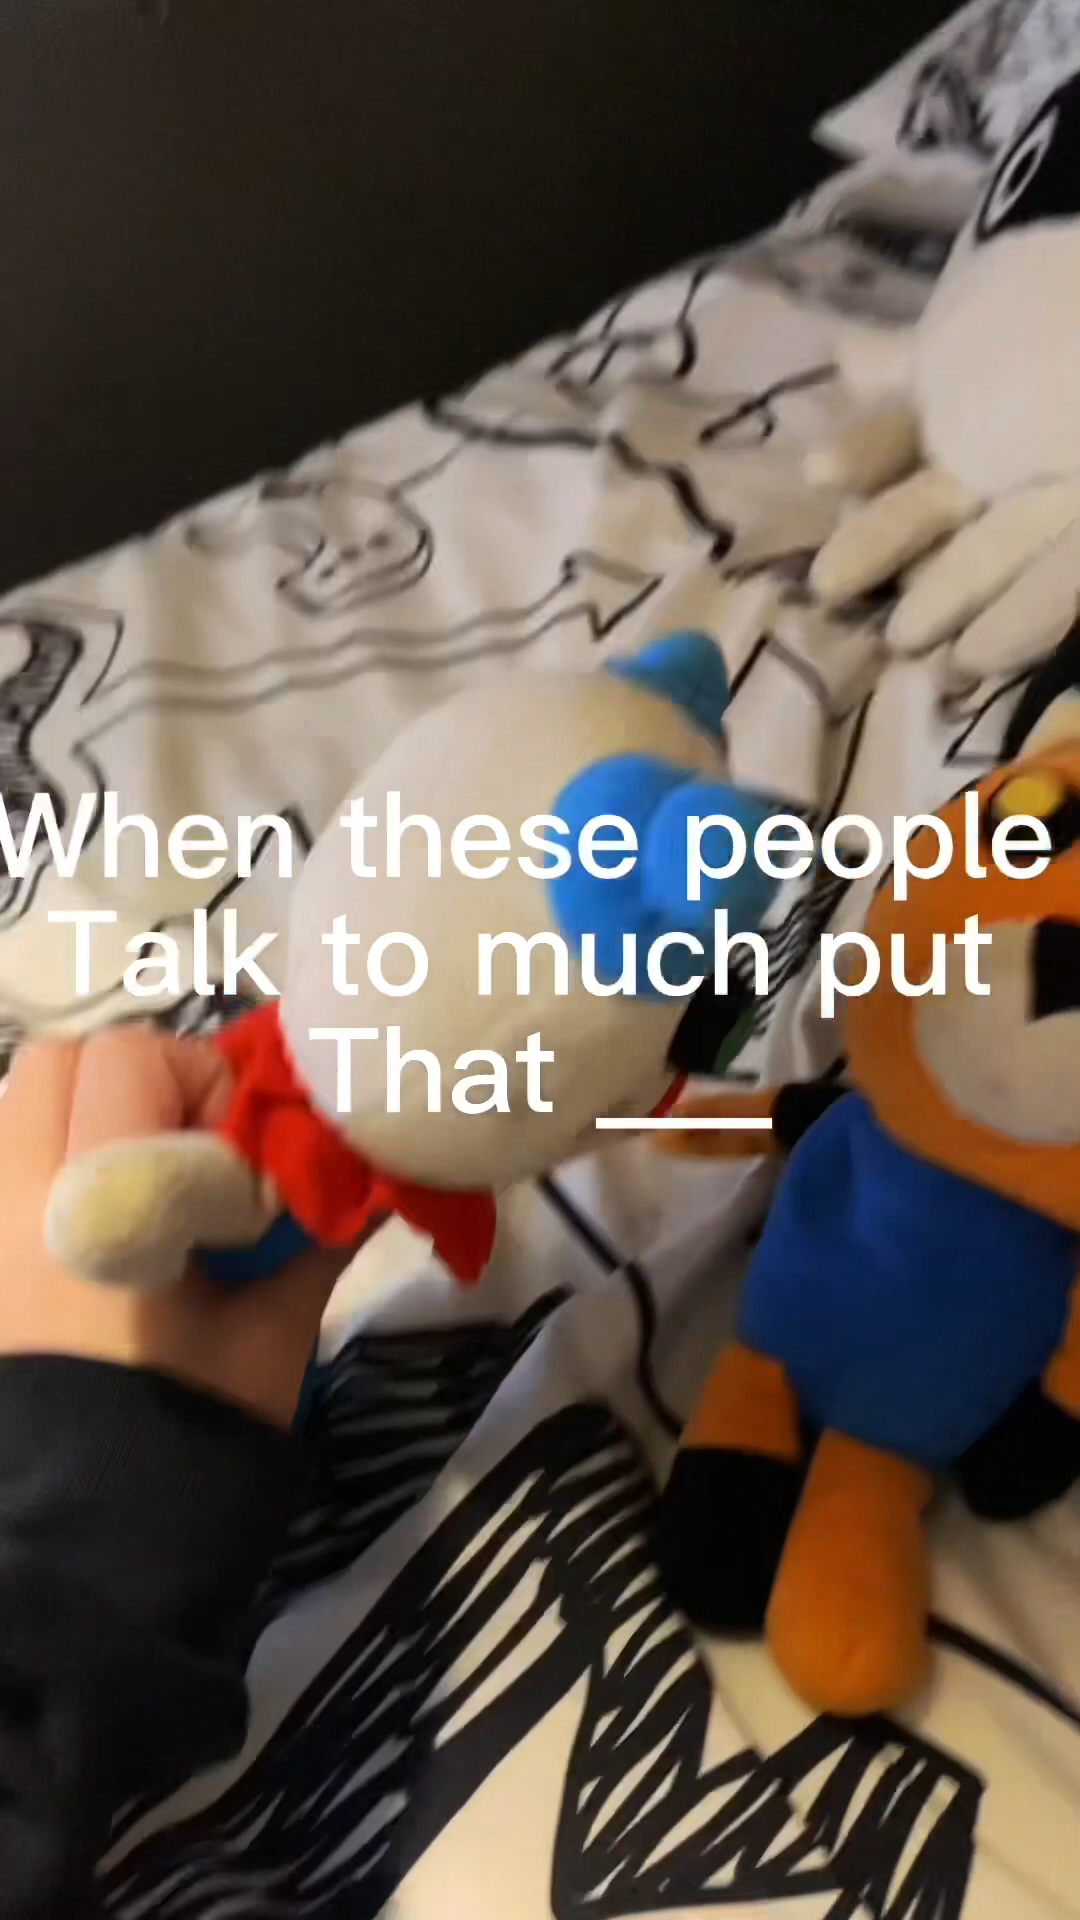 When these people
Talk to much put
That ___